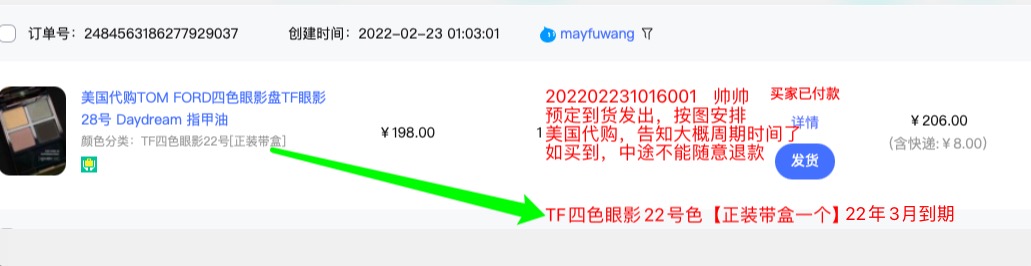 订单号：2484563186277929037 创建时间：2022-02-23 01:03:01 mayfuwang
美国代购TOM FORD四色眼影盘TF眼影
28号 Daydream 指甲油
颜色分类：TF四色眼影22号[正装带盒]
￥198.00
1
202202231016001 帅帅
预定到货发出，按图安排
美国代购，告知大概周期时间了
如买到，中途不能随意退款
买家已付款
详情
发货
￥206.00
(含快递:￥8.00)
TF四色眼影22号色【正装带盒一个】22年3月到期